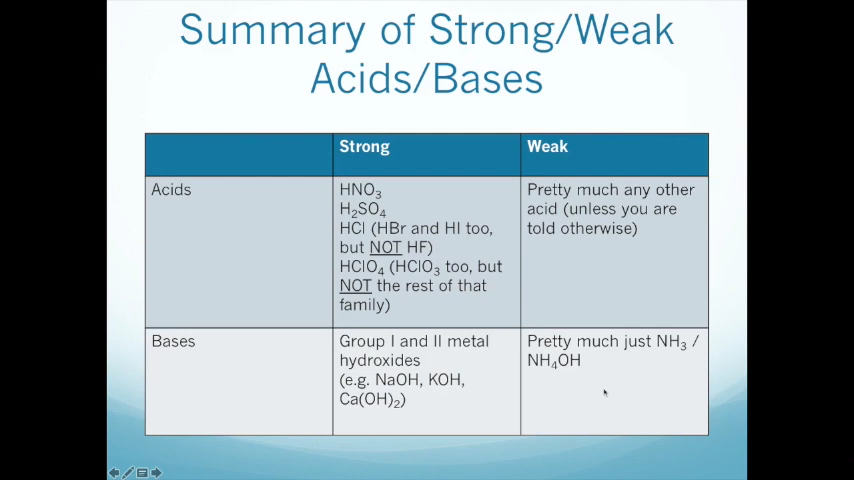 Summary of Strong/Weak
Acids/Bases
Strong
Weak
Acids
HNO₃
H₂SO₄
HCl (HBr and HI too,
but NOT HF)
HClO₄ (HClO₃ too, but
NOT the rest of that
family)
Pretty much any other
acid (unless you are
told otherwise)
Bases
Group I and II metal
hydroxides
(e.g. NaOH, KOH,
Ca(OH)₂)
Pretty much just NH₃ /
NH₄OH